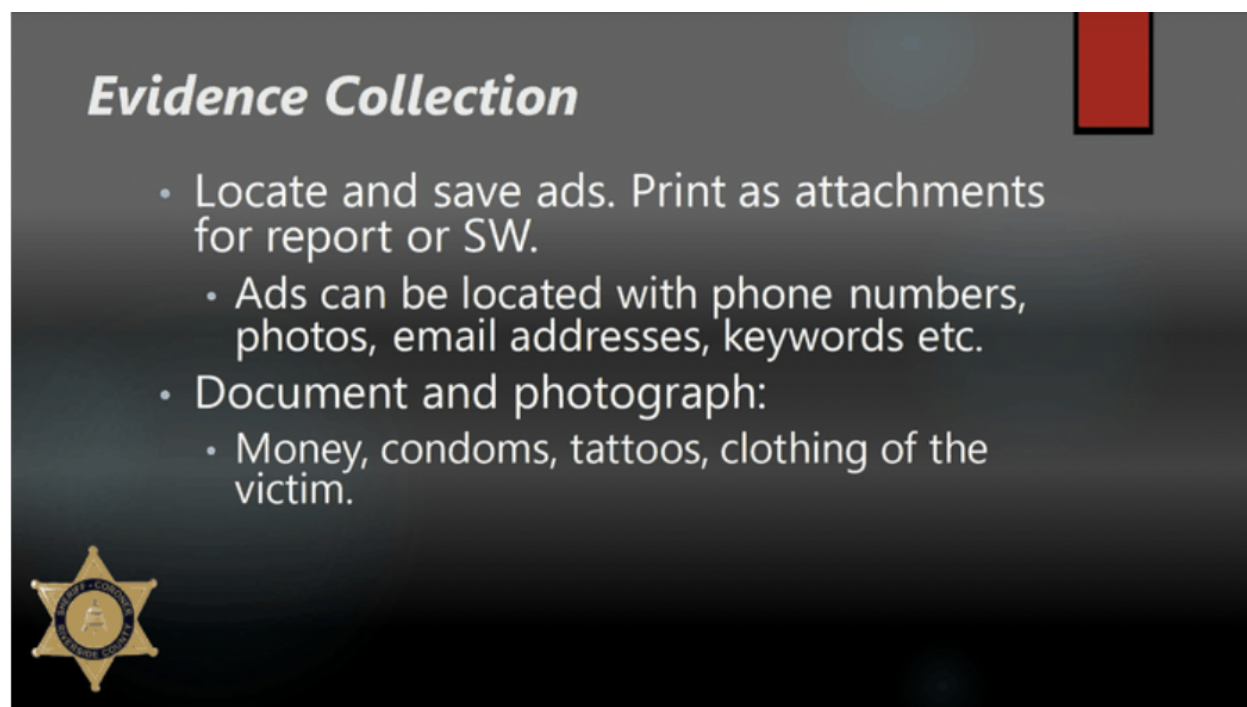 Evidence Collection
• Locate and save ads. Print as attachments
for report or SW.
• Ads can be located with phone numbers,
photos, email addresses, keywords etc.
• Document and photograph:
• Money, condoms, tattoos, clothing of the
victim.
SHERIFF - CORONER
RIVERSIDE COUNTY